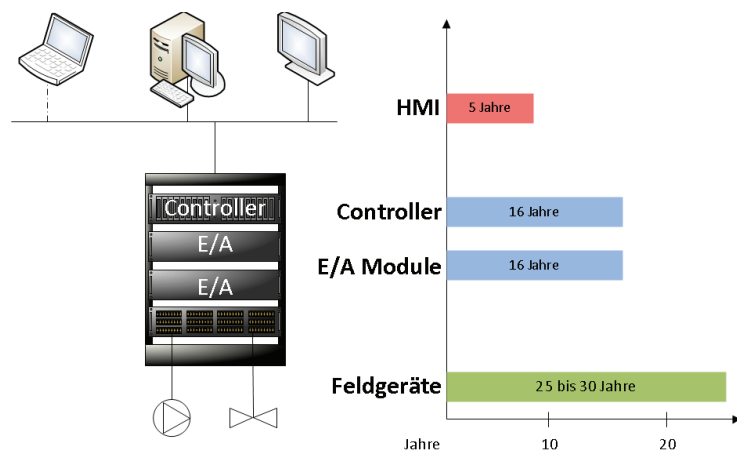 Controller
E/A
E/A
HMI
5 Jahre
Controller
16 Jahre
E/A Module
16 Jahre
Feldgeräte
25 bis 30 Jahre
Jahre
10
20